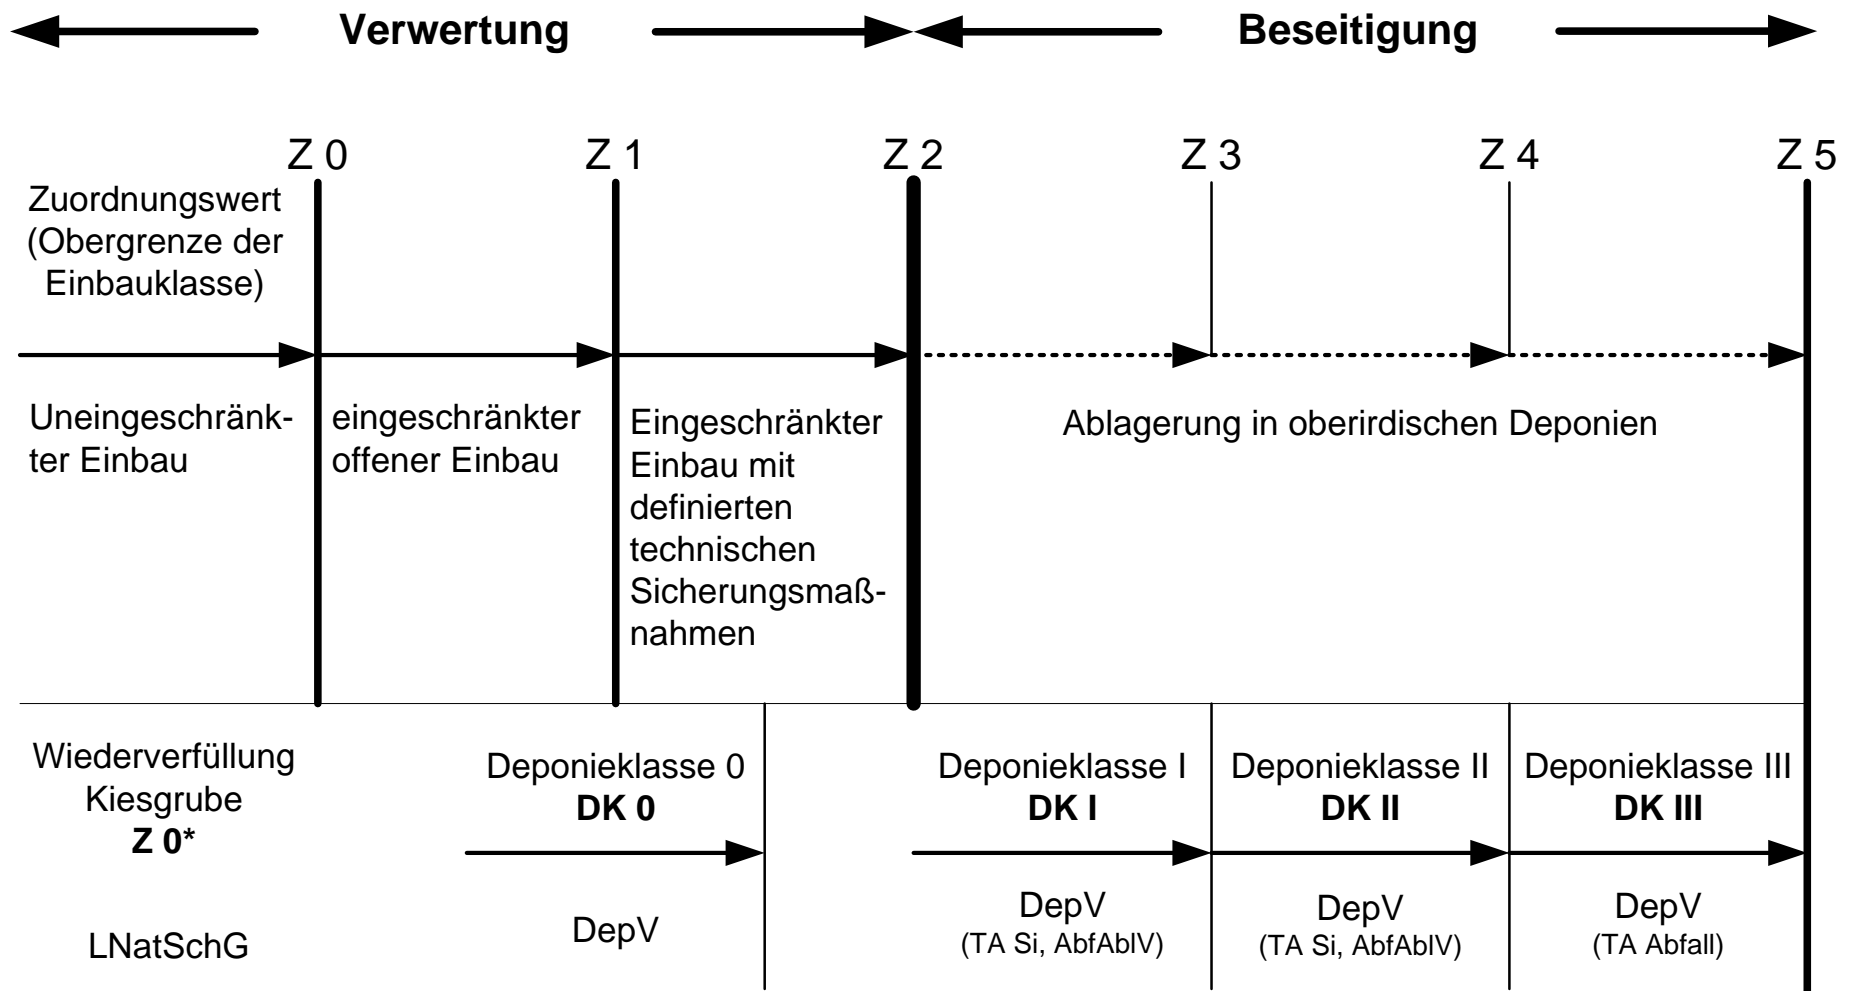 Verwertung
Beseitigung
Z 0
Z 1
Z 2
Z 3
Z 4
Z 5
Zuordnungswert
(Obergrenze der
Einbauklasse)
Uneingeschränk-
ter Einbau
eingeschränkter
offener Einbau
Eingeschränkter
Einbau mit
definierten
technischen
Sicherungsmaß-
nahmen
Ablagerung in oberirdischen Deponien
Wiederverfüllung
Kiesgrube
Z 0*
LNatSchG
Deponieklasse 0
DK 0
DepV
Deponieklasse I
DK I
DepV
(TA Si, AbfAblV)
Deponieklasse II
DK II
DepV
(TA Si, AbfAblV)
Deponieklasse III
DK III
DepV
(TA Abfall)